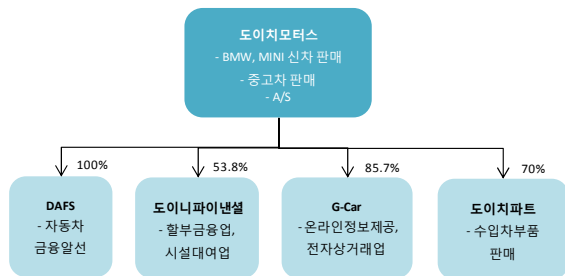 도이치모터스
- BMW, MINI 신차 판매
- 중고차 판매
- A/S
100%
53.8%
85.7%
70%
DAFS
- 자동차
금융알선
도이니파이낸셜
- 할부금융업,
시설대여업
G-Car
- 온라인정보제공,
전자상거래업
도이치파트
- 수입차부품
판매